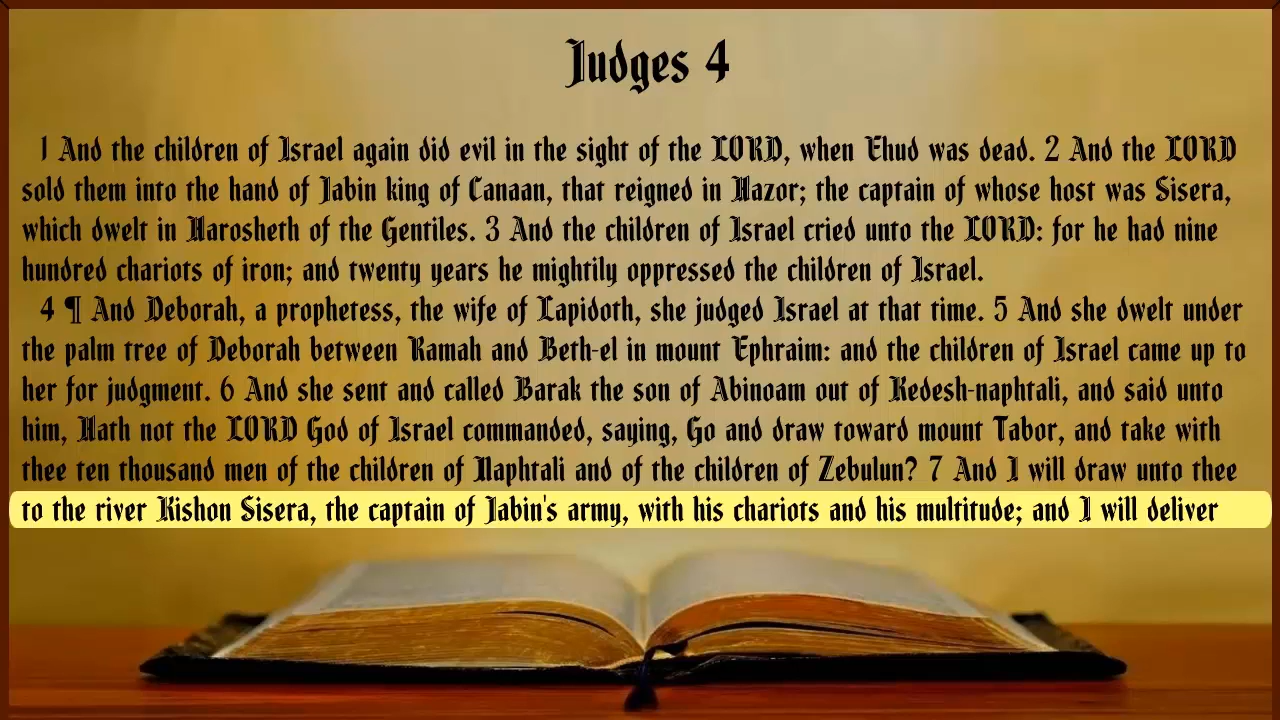 Judges 4
1 And the children of Israel again did evil in the sight of the LORD, when Ehud was dead. 2 And the LORD
sold them into the hand of Jabin king of Canaan, that reigned in Hazor; the captain of whose host was Sisera,
which dwelt in Harosheth of the Gentiles. 3 And the children of Israel cried unto the LORD: for he had nine
hundred chariots of iron; and twenty years he mightily oppressed the children of Israel.
4 ¶ And Deborah, a prophetess, the wife of Lapidoth, she judged Israel at that time. 5 And she dwelt under
the palm tree of Deborah between Ramah and Beth-el in mount Ephraim: and the children of Israel came up to
her for judgment. 6 And she sent and called Barak the son of Abinoam out of Kedesh-naphtali, and said unto
him, Hath not the LORD God of Israel commanded, saying, Go and draw toward mount Tabor, and take with
thee ten thousand men of the children of Naphtali and of the children of Zebulun? 7 And I will draw unto thee
to the river Kishon Sisera, the captain of Jabin's army, with his chariots and his multitude; and I will deliver